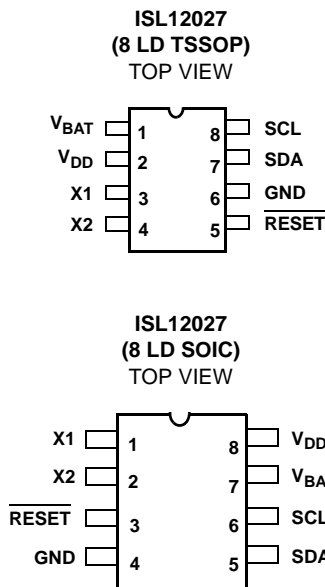 ISL12027
(8 LD TSSOP)
TOP VIEW
VBAT 1 8 SCL
VDD 2 7 SDA
X1 3 6 GND
X2 4 5 RESET
ISL12027
(8 LD SOIC)
TOP VIEW
X1 1 8 VDD
X2 2 7 VBA
RESET 3 6 SCL
GND 4 5 SDA